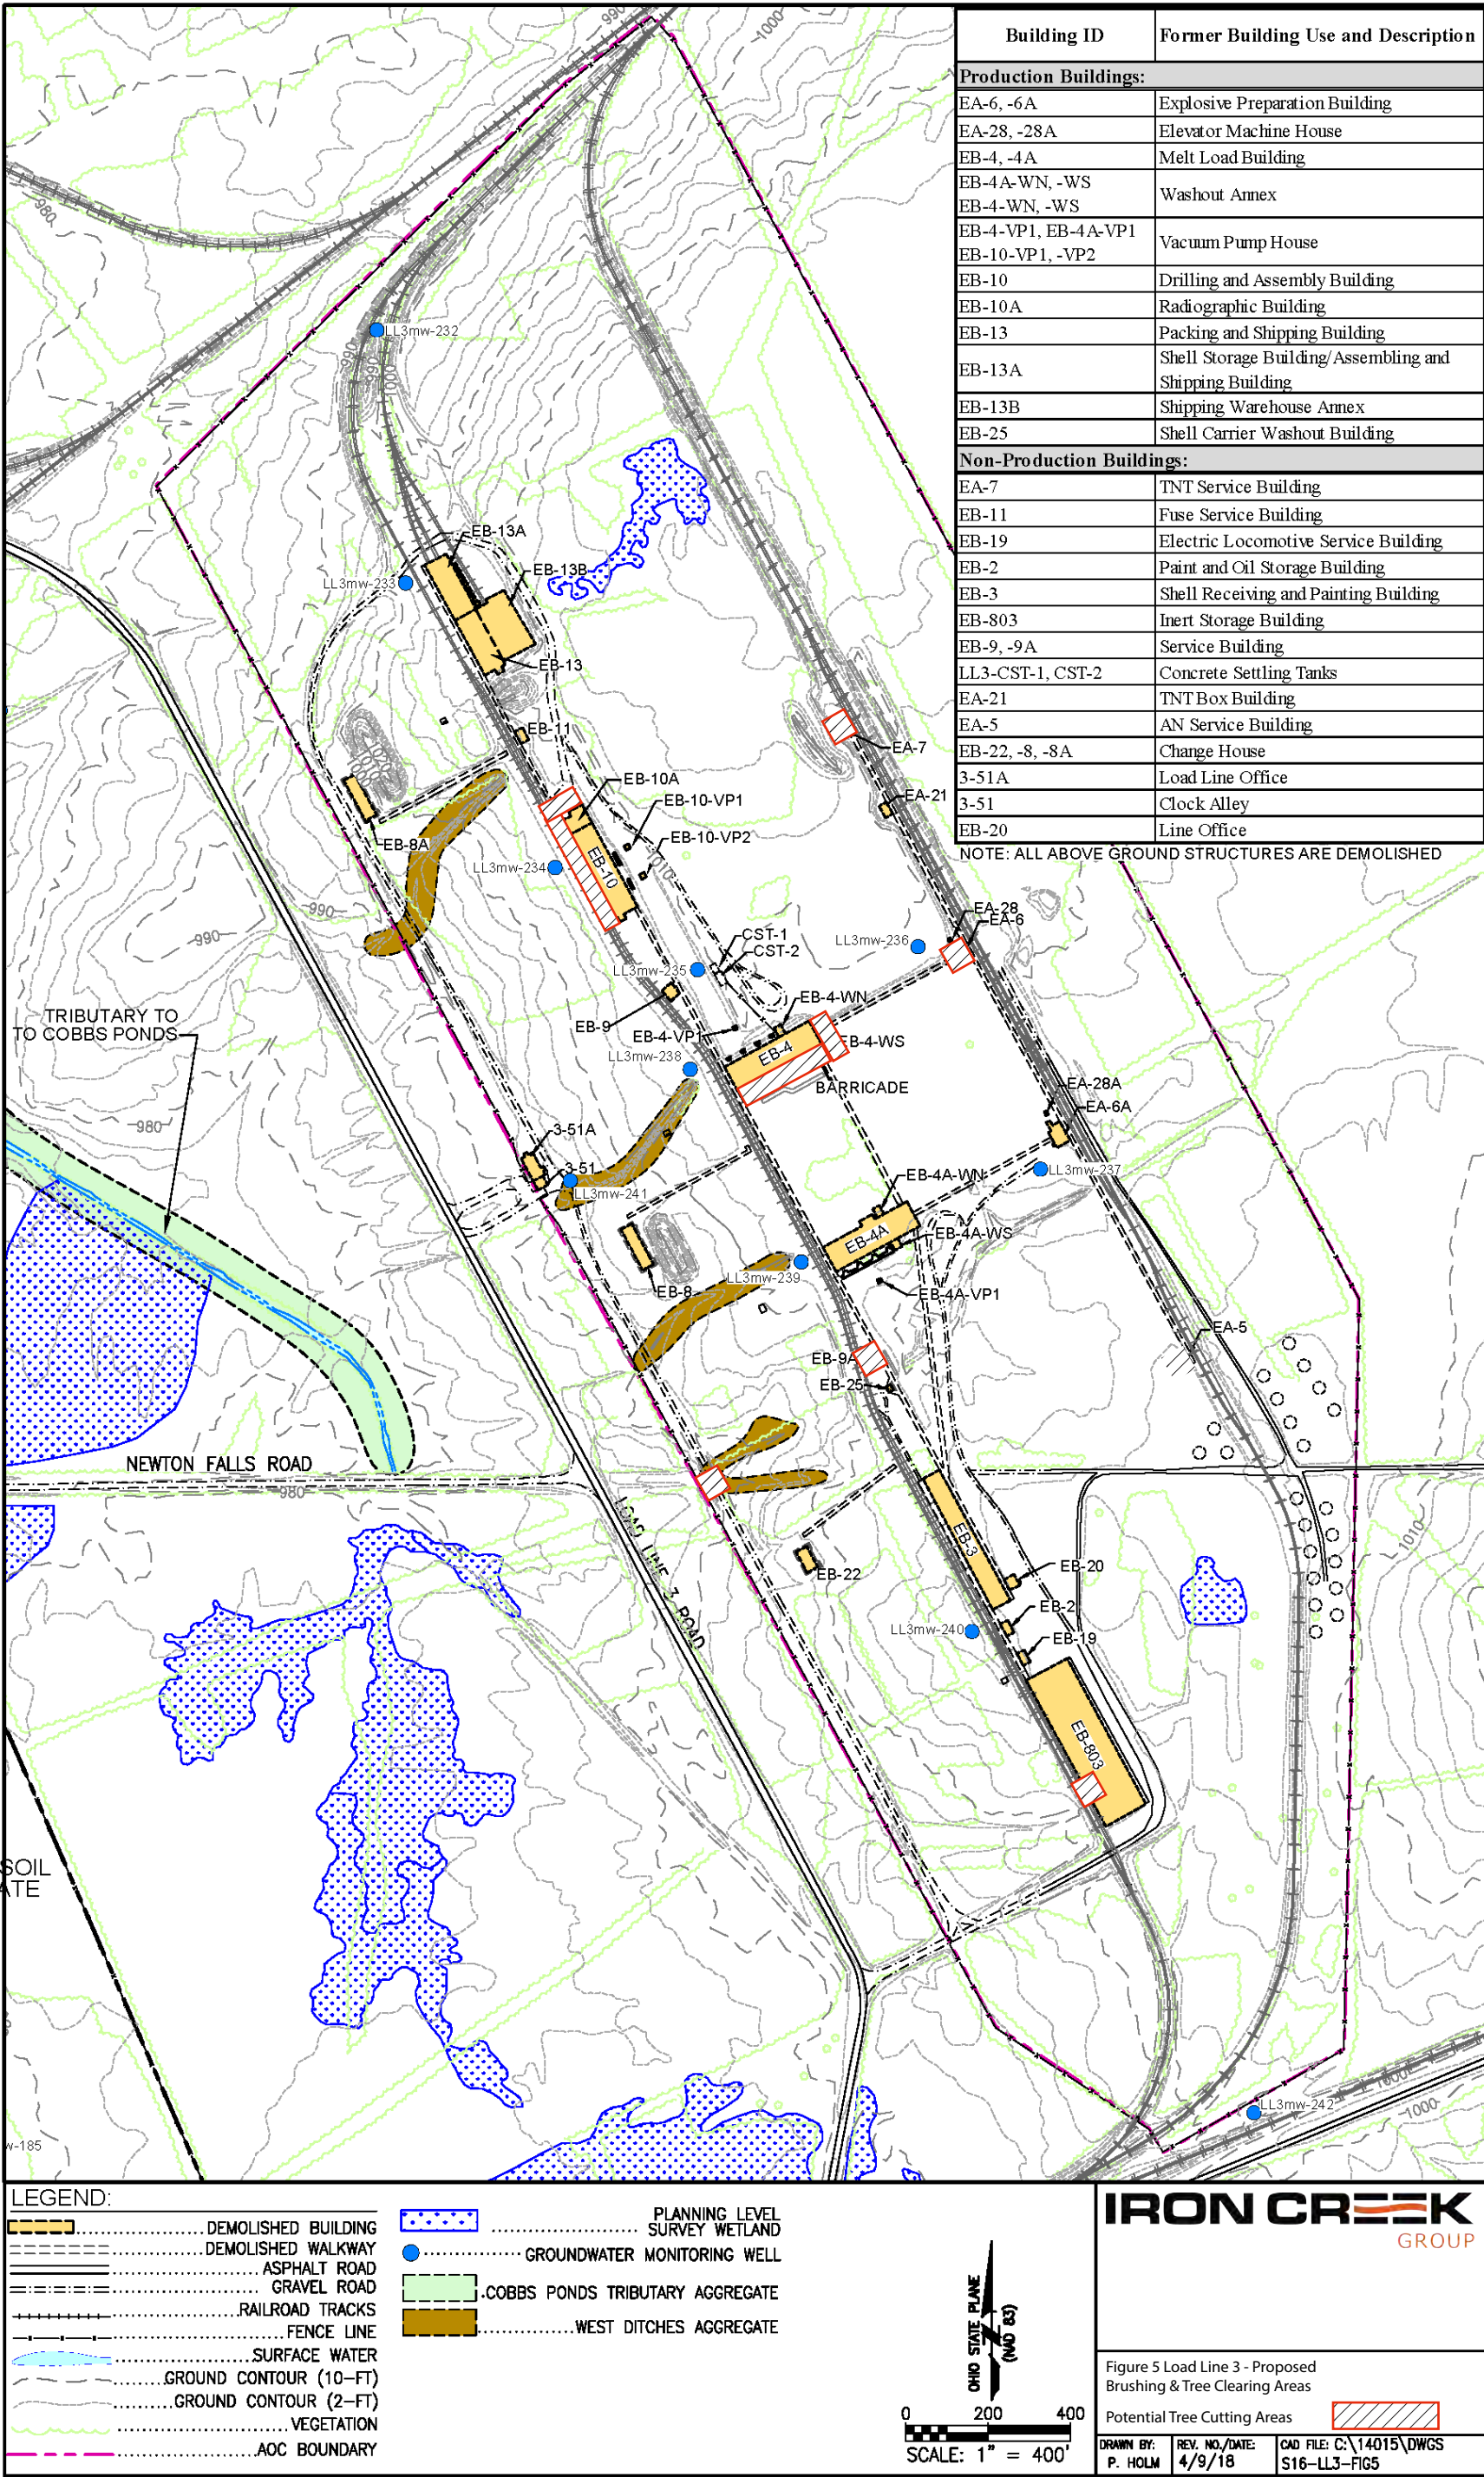 Building ID Former Building Use and Description
Production Buildings:
EA-6, -6A Explosive Preparation Building
EA-28, -28A Elevator Machine House
EB-4, -4A Melt Load Building
EB-4A-WN, -WS
EB-4-WN, -WS
Washout Annex
EB-4-VP1, EB-4A-VP1
EB-10-VP1, -VP2
Vacuum Pump House
EB-10 Drilling and Assembly Building
EB-10A Radiographic Building
EB-13 Packing and Shipping Building
EB-13A Shell Storage Building/Assembling and
Shipping Building
EB-13B Shipping Warehouse Annex
EB-25 Shell Carrier Washout Building
Non-Production Buildings:
EA-7 TNT Service Building
EB-11 Fuse Service Building
EB-19 Electric Locomotive Service Building
EB-2 Paint and Oil Storage Building
EB-3 Shell Receiving and Painting Building
EB-803 Inert Storage Building
EB-9, -9A Service Building
LL3-CST-1, CST-2 Concrete Settling Tanks
EA-21 TNT Box Building
EA-5 AN Service Building
EB-22, -8, -8A Change House
3-51A Load Line Office
3-51 Clock Alley
EB-20 Line Office
NOTE: ALL ABOVE GROUND STRUCTURES ARE DEMOLISHED
990
1000
980
LL3mw-232
990
990
1000
EB-13A
EB-13B
LL3mw-233
EB-13
EB-11
EA-7
EB-10A
EA-21
EB-10-VP1
EB-10-VP2
EB-8A
EB-10
LL3mw-234
1010
990
990
EA-28
EA-6
CST-1
CST-2
LL3mw-236
LL3mw-235
EB-4-WN
TRIBUTARY TO
TO COBBS PONDS
EB-9
EB-4-VP1
EB-4-WS
EB-4
LL3mw-238
BARRICADE
EA-28A
EA-6A
980
3-51A
3-51
LL3mw-237
EB-4A-WN
LL3mw-241
EB-4A
EB-4A-WS
LL3mw-239
EB-8
EB-4A-VP1
EA-5
EB-9A
EB-25
NEWTON FALLS ROAD
980
LOAD LINE 3 ROAD
EB-3
1010
EB-22
EB-20
EB-2
LL3mw-240
EB-19
EB-803
SOIL
ATE
LL3mw-242
1000
1000
w-185
LEGEND:
DEMOLISHED BUILDING
DEMOLISHED WALKWAY
ASPHALT ROAD
GRAVEL ROAD
RAILROAD TRACKS
FENCE LINE
SURFACE WATER
GROUND CONTOUR (10-FT)
GROUND CONTOUR (2-FT)
VEGETATION
AOC BOUNDARY
PLANNING LEVEL
SURVEY WETLAND
GROUNDWATER MONITORING WELL
COBBS PONDS TRIBUTARY AGGREGATE
WEST DITCHES AGGREGATE
OHIO STATE PLANE
(NAD 83)
0 200 400
SCALE: 1" = 400'
IRON CREEK
GROUP
Figure 5 Load Line 3 - Proposed
Brushing & Tree Clearing Areas
Potential Tree Cutting Areas
DRAWN BY: REV. NO./DATE: CAD FILE: C:\14015\DWGS
P. HOLM 4/9/18 S16-LL3-FIG5